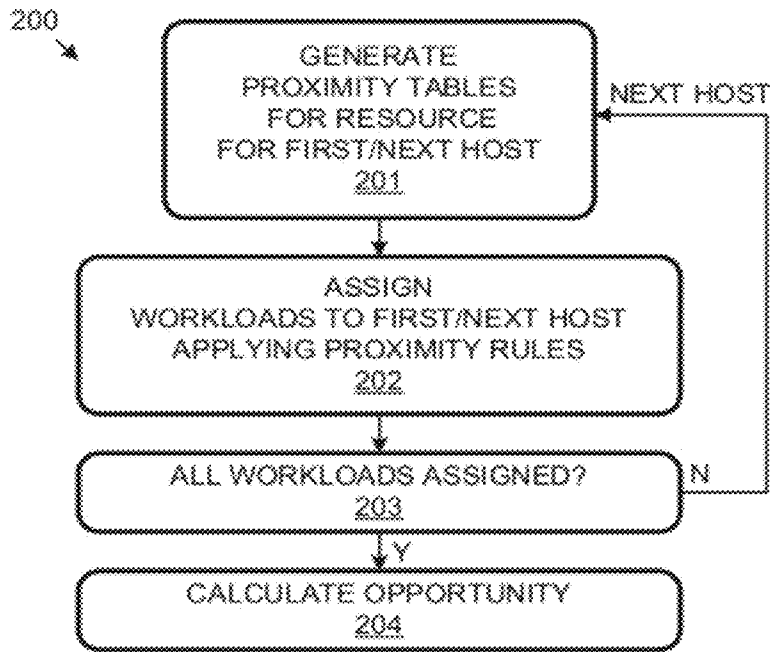 200
GENERATE
PROXIMITY TABLES
FOR RESOURCE
FOR FIRST/NEXT HOST
201
NEXT HOST
ASSIGN
WORKLOADS TO FIRST/NEXT HOST
APPLYING PROXIMITY RULES
202
ALL WORKLOADS ASSIGNED?
203
N
Y
CALCULATE OPPORTUNITY
204